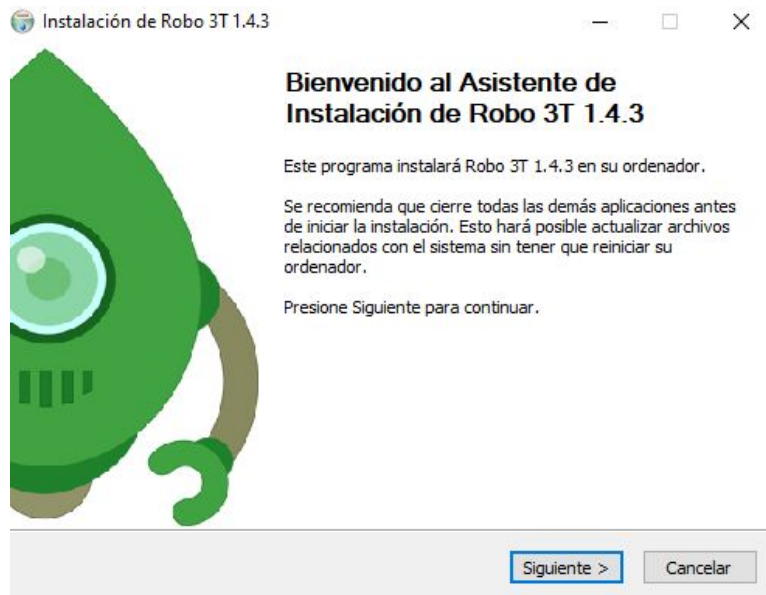 Instalación de Robo 3T 1.4.3
Bienvenido al Asistente de
Instalación de Robo 3T 1.4.3
Este programa instalará Robo 3T 1.4.3 en su ordenador.
Se recomienda que cierre todas las demás aplicaciones antes
de iniciar la instalación. Esto hará posible actualizar archivos
relacionados con el sistema sin tener que reiniciar su
ordenador.
Presione Siguiente para continuar.
Siguiente >
Cancelar